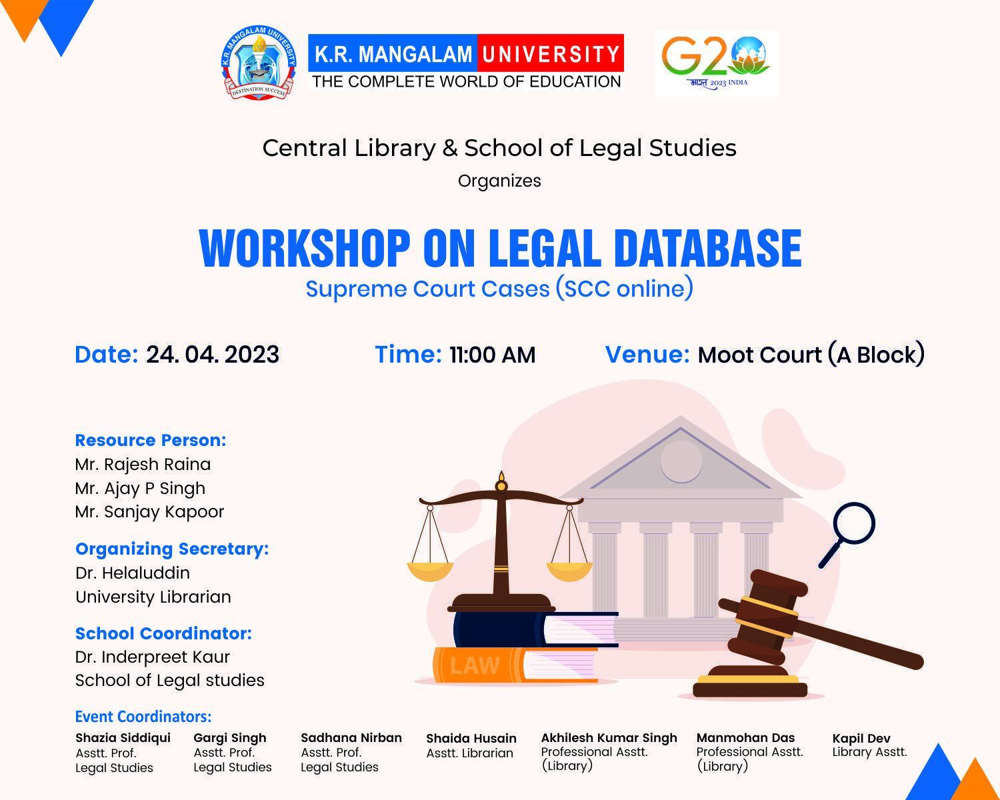 K.R. MANGALAM UNIVERSITY
DESTINATION SUCCESS
K.R. MANGALAM UNIVERSITY
THE COMPLETE WORLD OF EDUCATION
G20
भारत 2023 INDIA
Central Library & School of Legal Studies
Organizes
WORKSHOP ON LEGAL DATABASE
Supreme Court Cases (SCC online)
Date: 24. 04. 2023 Time: 11:00 AM Venue: Moot Court (A Block)
Resource Person:
Mr. Rajesh Raina
Mr. Ajay P Singh
Mr. Sanjay Kapoor
Organizing Secretary:
Dr. Helaluddin
University Librarian
School Coordinator:
Dr. Inderpreet Kaur
School of Legal studies
LAW
Event Coordinators:
Shazia Siddiqui
Asstt. Prof.
Legal Studies
Gargi Singh
Asstt. Prof.
Legal Studies
Sadhana Nirban
Asstt. Prof.
Legal Studies
Shaida Husain
Asstt. Librarian
Akhilesh Kumar Singh
Professional Asstt.
(Library)
Manmohan Das
Professional Asstt.
(Library)
Kapil Dev
Library Asstt.